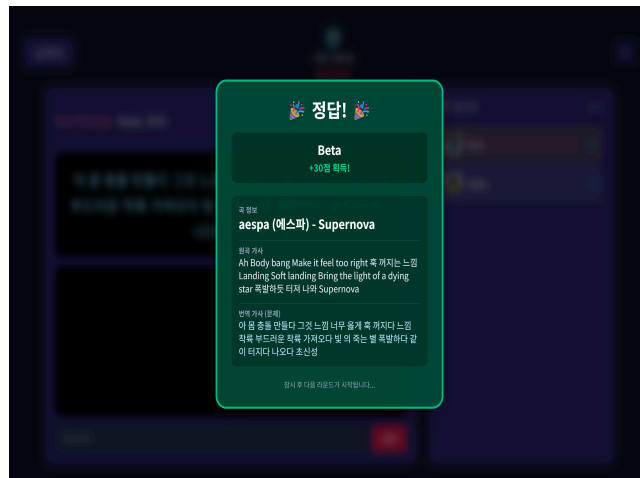 🎉 정답! 🎉
Beta
+30점 획득!
곡 정보
aespa (에스파) - Supernova
원곡 가사
Ah Body bang Make it feel too right 훅 꺼지는 느낌
Landing Soft landing Bring the light of a dying
star 폭발하듯 터져 나와 Supernova
번역 가사 (문제)
아 몸 충돌 만들다 그것 느낌 너무 옳게 훅 꺼지다 느낌
착륙 부드러운 착륙 가져오다 빛 의 죽는 별 폭발하다 같
이 터지다 나오다 초신성
잠시 후 다음 라운드가 시작됩니다...